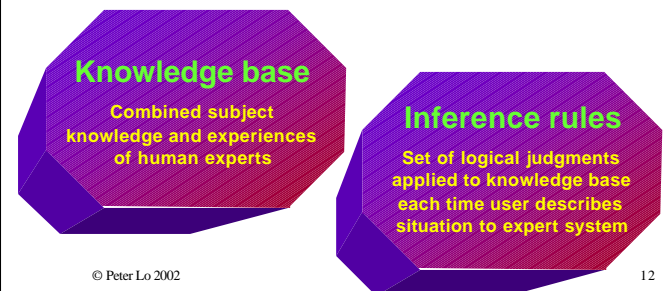 Knowledge base
Combined subject
knowledge and experiences
of human experts
Inference rules
Set of logical judgments
applied to knowledge base
each time user describes
situation to expert system
© Peter Lo 2002
12